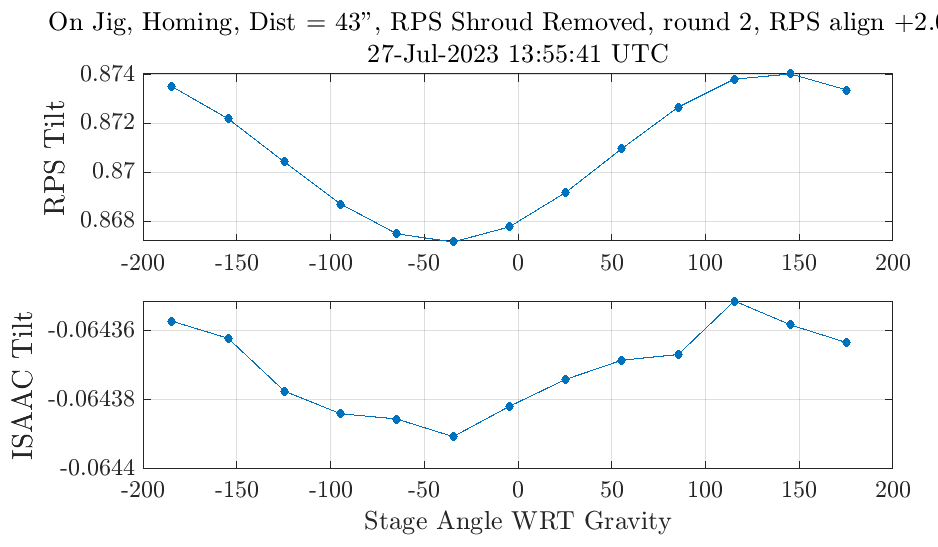 On Jig, Homing, Dist = 43", RPS Shroud Removed, round 2, RPS align +2.0
27-Jul-2023 13:55:41 UTC
0.874
0.872
0.87
0.868
RPS Tilt
-200 -150 -100 -50 0 50 100 150 200
-0.06436
-0.06438
-0.0644
ISAAC Tilt
-200 -150 -100 -50 0 50 100 150 200
Stage Angle WRT Gravity